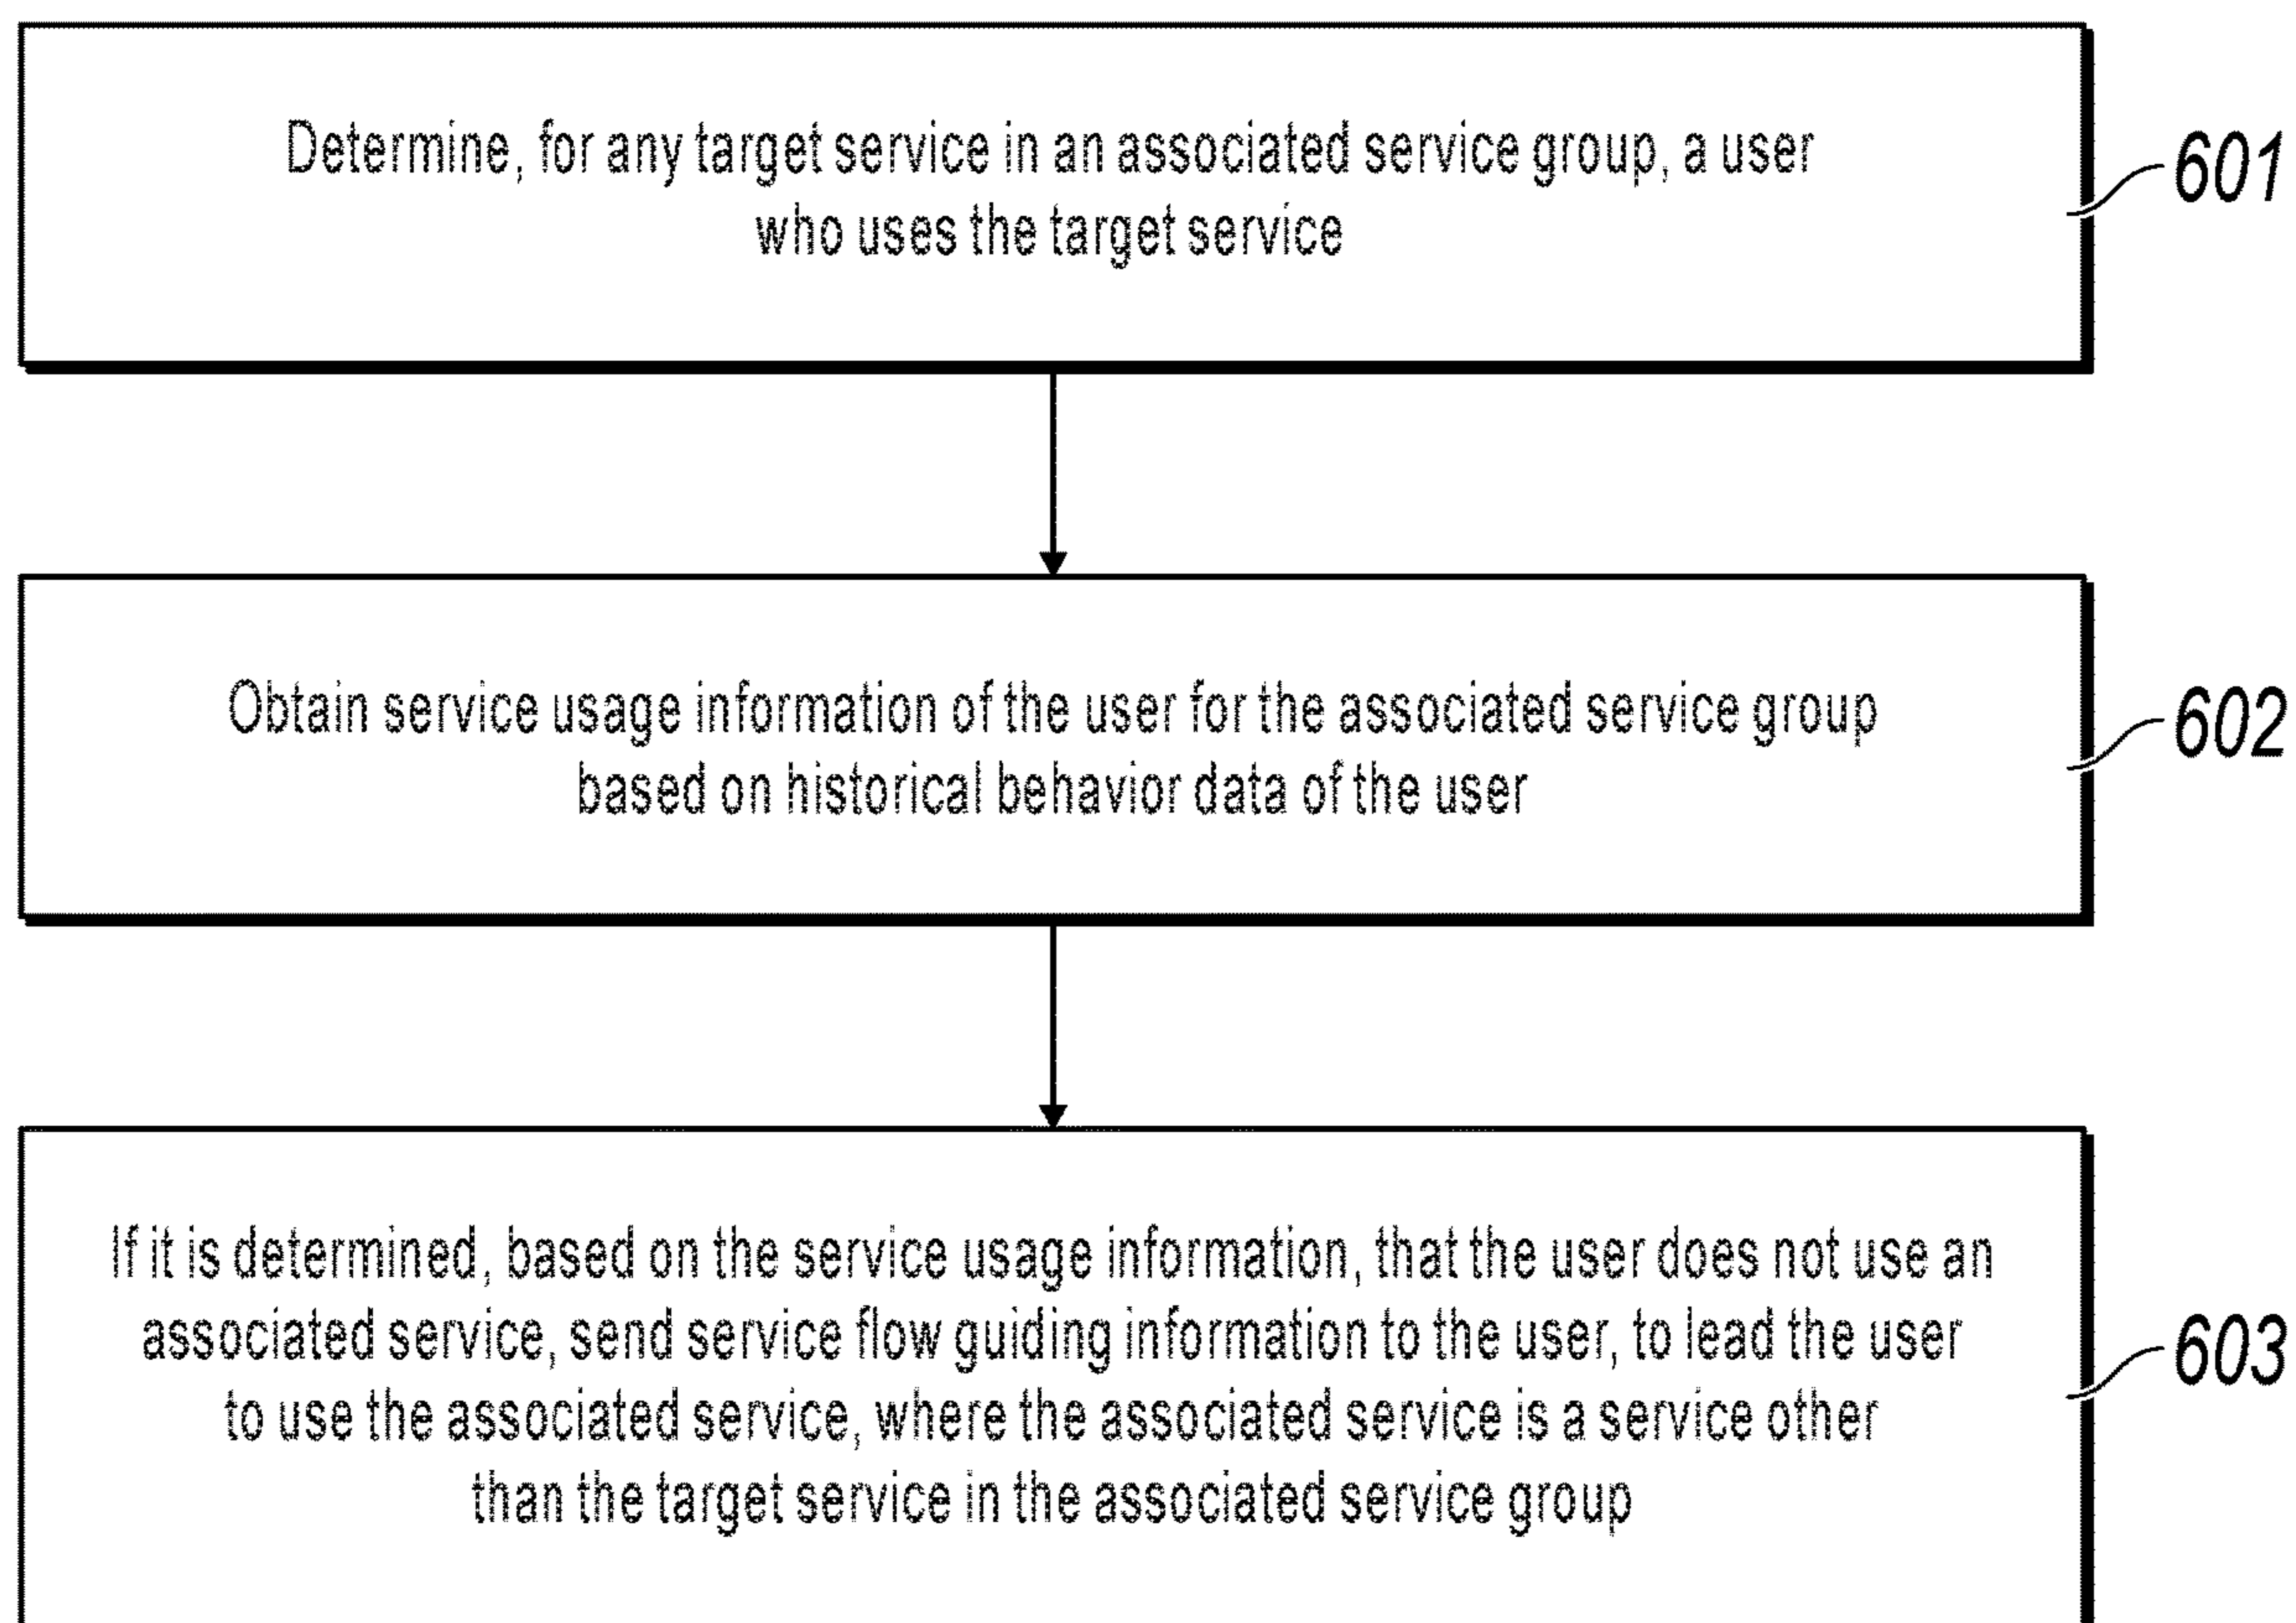 Determine, for any target service in an associated service group, a user
who uses the target service
601
Obtain service usage information of the user for the associated service group
based on historical behavior data of the user
602
If it is determined, based on the service usage information, that the user does not use an
associated service, send service flow guiding information to the user, to lead the user
to use the associated service, where the associated service is a service other
than the target service in the associated service group
603